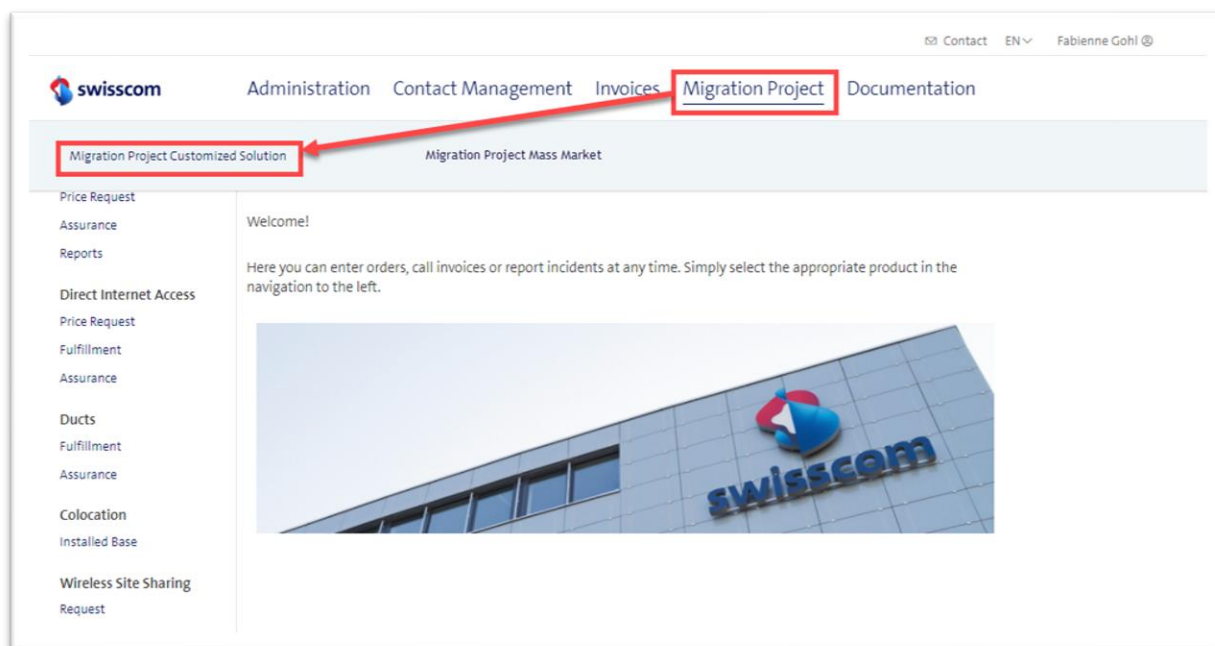 Contact EN Fabienne Gohl
swisscom Administration Contact Management Invoices Migration Project Documentation
Migration Project Customized Solution Migration Project Mass Market
Price Request
Assurance
Reports
Direct Internet Access
Price Request
Fulfillment
Assurance
Ducts
Fulfillment
Assurance
Colocation
Installed Base
Wireless Site Sharing
Request
Welcome!
Here you can enter orders, call invoices or report incidents at any time. Simply select the appropriate product in the
navigation to the left.
swisscom